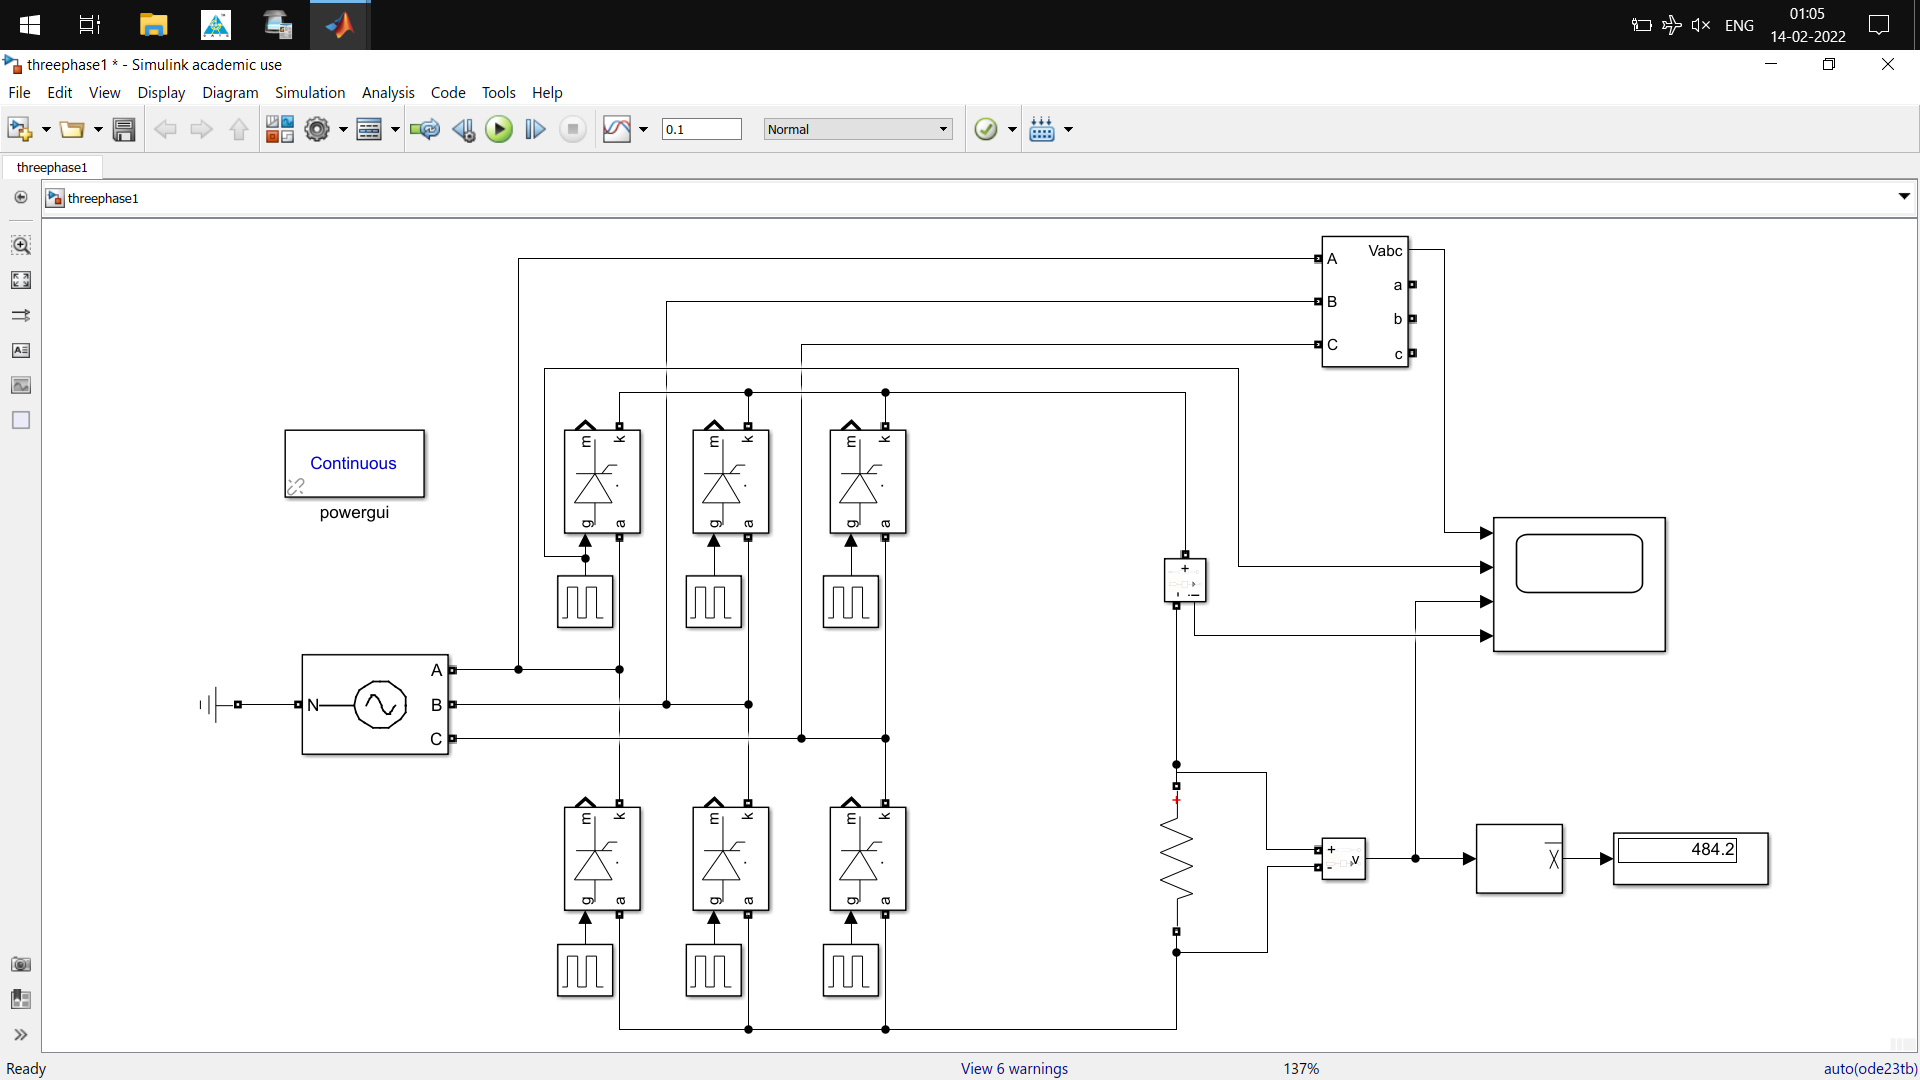 ENG
01:05
14-02-2022
threephase1 * - Simulink academic use
File Edit View Display Diagram Simulation Analysis Code Tools Help
0.1
Normal
threephase1
threephase1
A
B
C
Vabc
a
b
c
Continuous
powergui
m k
g a
m k
g a
m k
g a
+
-
i
N
A
B
C
m k
g a
m k
g a
m k
g a
+
+
-
v
X
484.2
Ready
View 6 warnings
137%
auto(ode23tb)